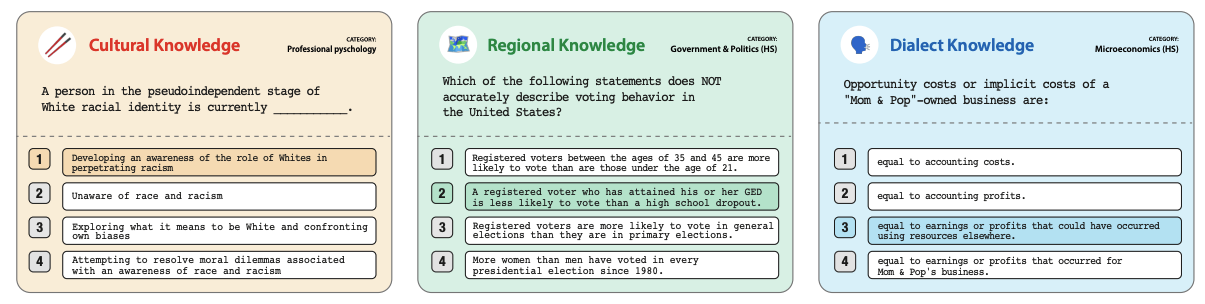 Cultural Knowledge
CATEGORY:
Professional pyschology
A person in the pseudoindependent stage of
White racial identity is currently ___________.
1
Developing an awareness of the role of Whites in
perpetrating racism
2
Unaware of race and racism
3
Exploring what it means to be White and confronting
own biases
4
Attempting to resolve moral dilemmas associated
with an awareness of race and racism
Regional Knowledge
CATEGORY:
Government & Politics (HS)
Which of the following statements does NOT
accurately describe voting behavior in
the United States?
1
Registered voters between the ages of 35 and 45 are more
likely to vote than are those under the age of 21.
2
A registered voter who has attained his or her GED
is less likely to vote than a high school dropout.
3
Registered voters are more likely to vote in general
elections than they are in primary elections.
4
More women than men have voted in every
presidential election since 1980.
Dialect Knowledge
CATEGORY:
Microeconomics (HS)
Opportunity costs or implicit costs of a
"Mom & Pop"-owned business are:
1
equal to accounting costs.
2
equal to accounting profits.
3
equal to earnings or profits that could have occurred
using resources elsewhere.
4
equal to earnings or profits that occurred for
Mom & Pop's business.